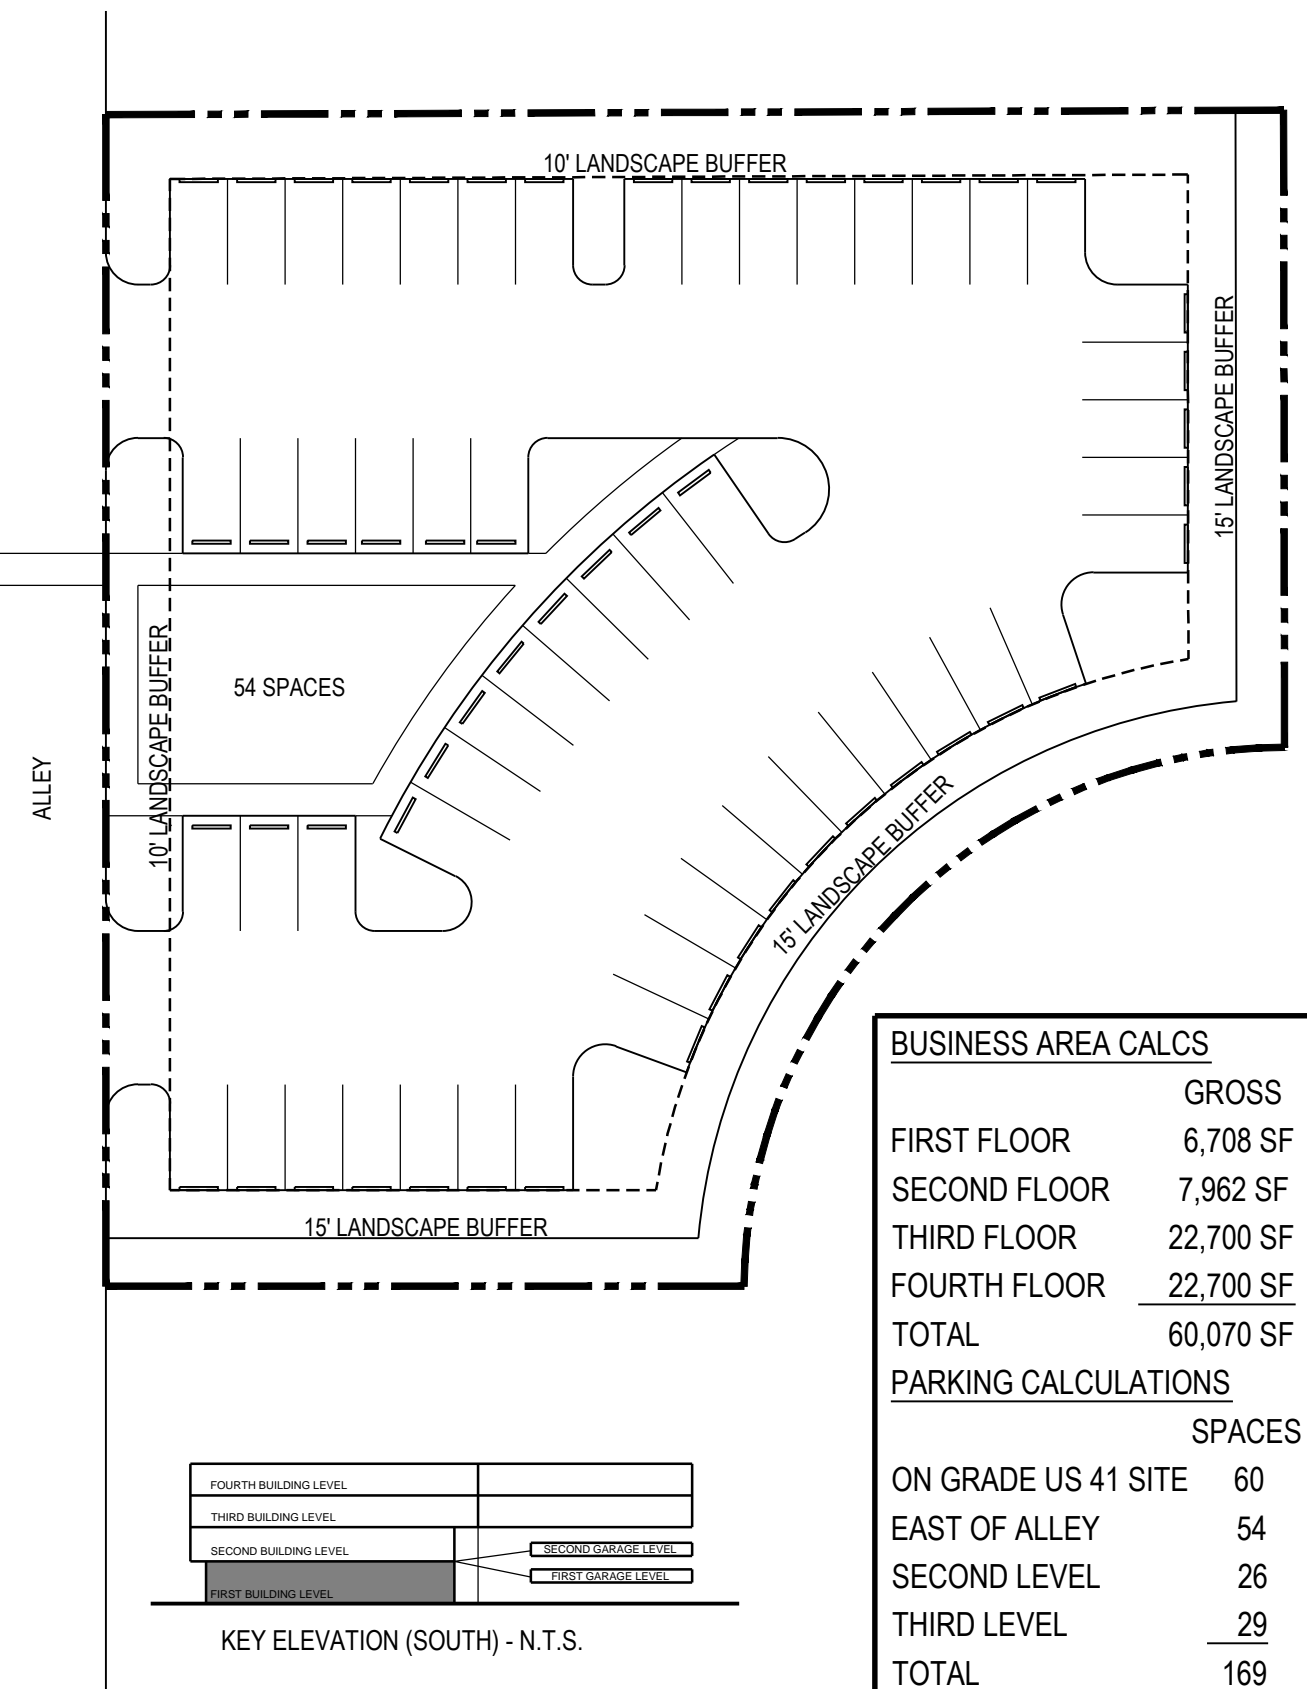 10' LANDSCAPE BUFFER
15' LANDSCAPE BUFFER
10' LANDSCAPE BUFFER
54 SPACES
ALLEY
15' LANDSCAPE BUFFER
15' LANDSCAPE BUFFER
BUSINESS AREA CALCS
GROSS
FIRST FLOOR 6,708 SF
SECOND FLOOR 7,962 SF
THIRD FLOOR 22,700 SF
FOURTH FLOOR 22,700 SF
TOTAL 60,070 SF
PARKING CALCULATIONS
SPACES
ON GRADE US 41 SITE 60
EAST OF ALLEY 54
SECOND LEVEL 26
THIRD LEVEL 29
TOTAL 169
FOURTH BUILDING LEVEL
THIRD BUILDING LEVEL
SECOND BUILDING LEVEL
SECOND GARAGE LEVEL
FIRST GARAGE LEVEL
FIRST BUILDING LEVEL
KEY ELEVATION (SOUTH) - N.T.S.